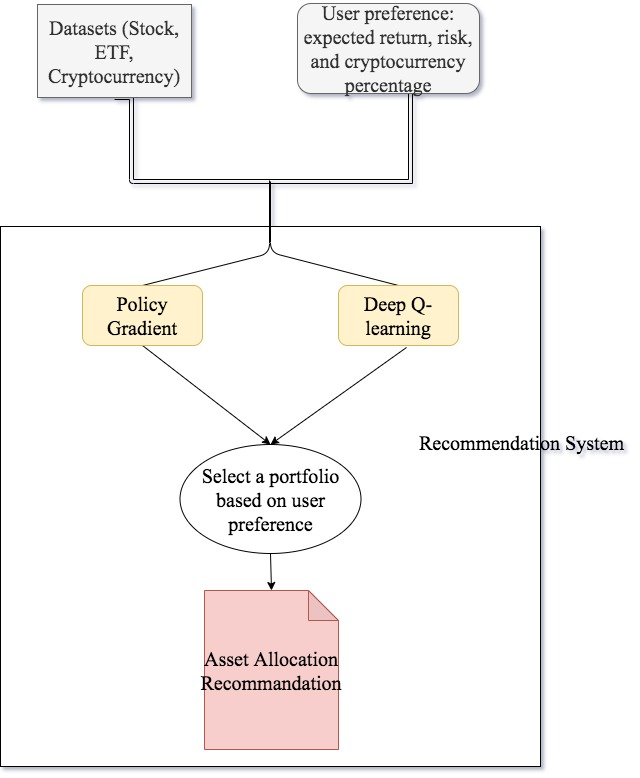 Datasets (Stock,
ETF,
Cryptocurrency)
User preference:
expected return, risk,
and cryptocurrency
percentage
Policy
Gradient
Deep Q-
learning
Recommendation System
Select a portfolio
based on user
preference
Asset Allocation
Recommandation